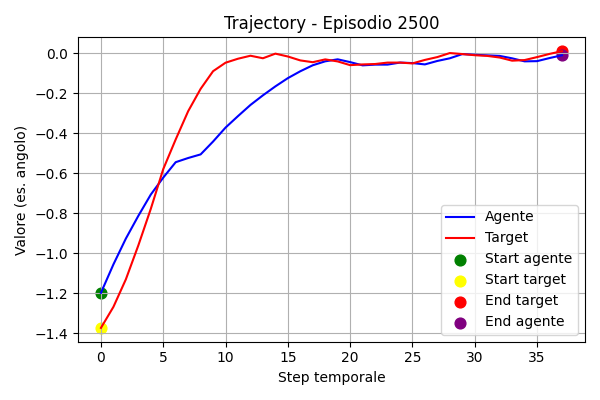 Trajectory - Episodio 2500
Valore (es. angolo)
0.0
−0.2
−0.4
−0.6
−0.8
−1.0
−1.2
−1.4
0 5 10 15 20 25 30 35
Step temporale
Agente
Target
Start agente
Start target
End target
End agente